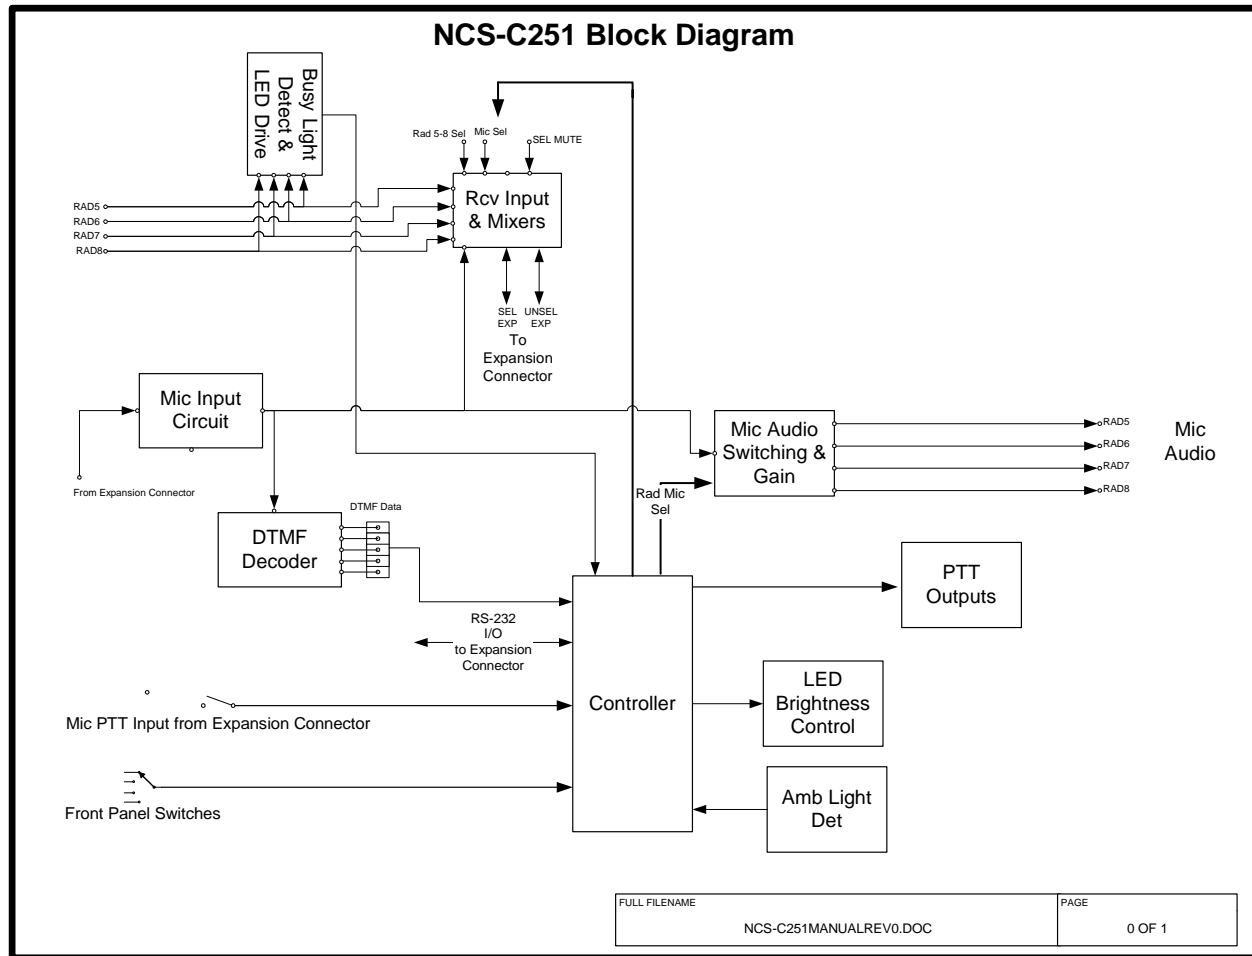 NCS-C251 Block Diagram
Busy Light
Detect &
LED Drive
Rad 5-8 Sel
Mic Sel
SEL MUTE
Rcv Input
& Mixers
RAD5
RAD6
RAD7
RAD8
SEL
EXP
UNSEL
EXP
To
Expansion
Connector
Mic Input
Circuit
From Expansion Connector
Mic Audio
Switching &
Gain
RAD5
RAD6
RAD7
RAD8
Mic
Audio
Rad Mic
Sel
DTMF Data
DTMF
Decoder
PTT
Outputs
RS-232
I/O
to Expansion
Connector
Controller
LED
Brightness
Control
Mic PTT Input from Expansion Connector
Amb Light
Det
Front Panel Switches
FULL FILENAME
NCS-C251MANUALREV0.DOC
PAGE
0 OF 1